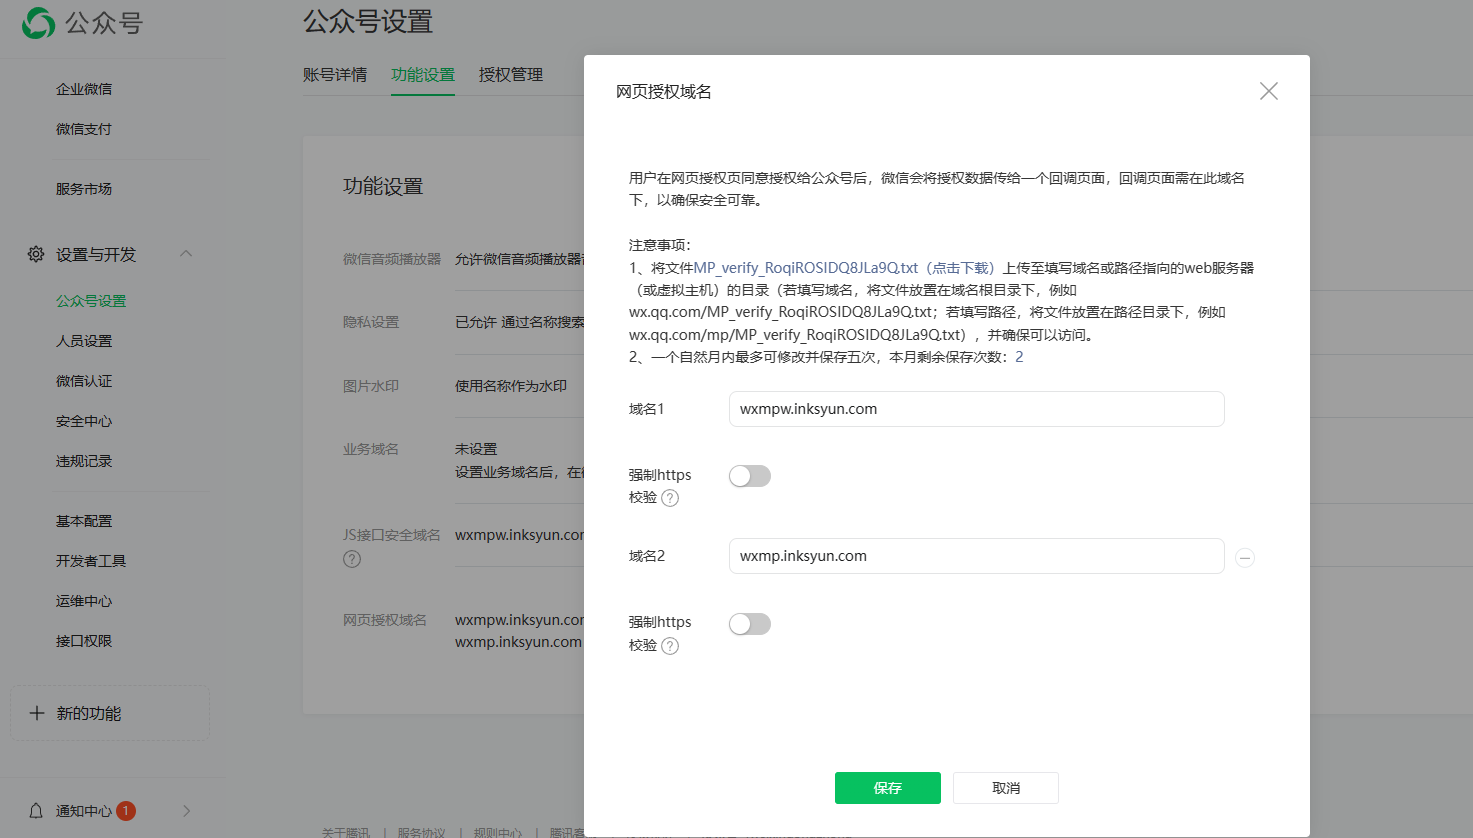 公众号
企业微信
微信支付
服务市场
设置与开发
公众号设置
人员设置
微信认证
安全中心
违规记录
基本配置
开发者工具
运维中心
接口权限
新的功能
通知中心 1
公众号设置
账号详情 功能设置 授权管理
功能设置
微信音频播放器 允许微信音频播放器
隐私设置 已允许 通过名称搜索
图片水印 使用名称作为水印
业务域名 未设置
设置业务域名后，在
JS接口安全域名 wxmpw.inksyun.co
?
网页授权域名 wxmpw.inksyun.co
wxmp.inksyun.com
关于腾讯 | 服务协议 | 规则中心 | 腾讯客
网页授权域名
用户在网页授权页同意授权给公众号后，微信会将授权数据传给一个回调页面，回调页面需在此域名
下，以确保安全可靠。
注意事项：
1、将文件MP_verify_RoqiROSIDQ8JLa9Q.txt（点击下载）上传至填写域名或路径指向的web服务器
（或虚拟主机）的目录（若填写域名，将文件放置在域名根目录下，例如
wx.qq.com/MP_verify_RoqiROSIDQ8JLa9Q.txt；若填写路径，将文件放置在路径目录下，例如
wx.qq.com/mp/MP_verify_RoqiROSIDQ8JLa9Q.txt），并确保可以访问。
2、一个自然月内最多可修改并保存五次，本月剩余保存次数：2
域名1 wxmpw.inksyun.com
强制https
校验 ?
域名2 wxmp.inksyun.com
强制https
校验 ?
保存 取消